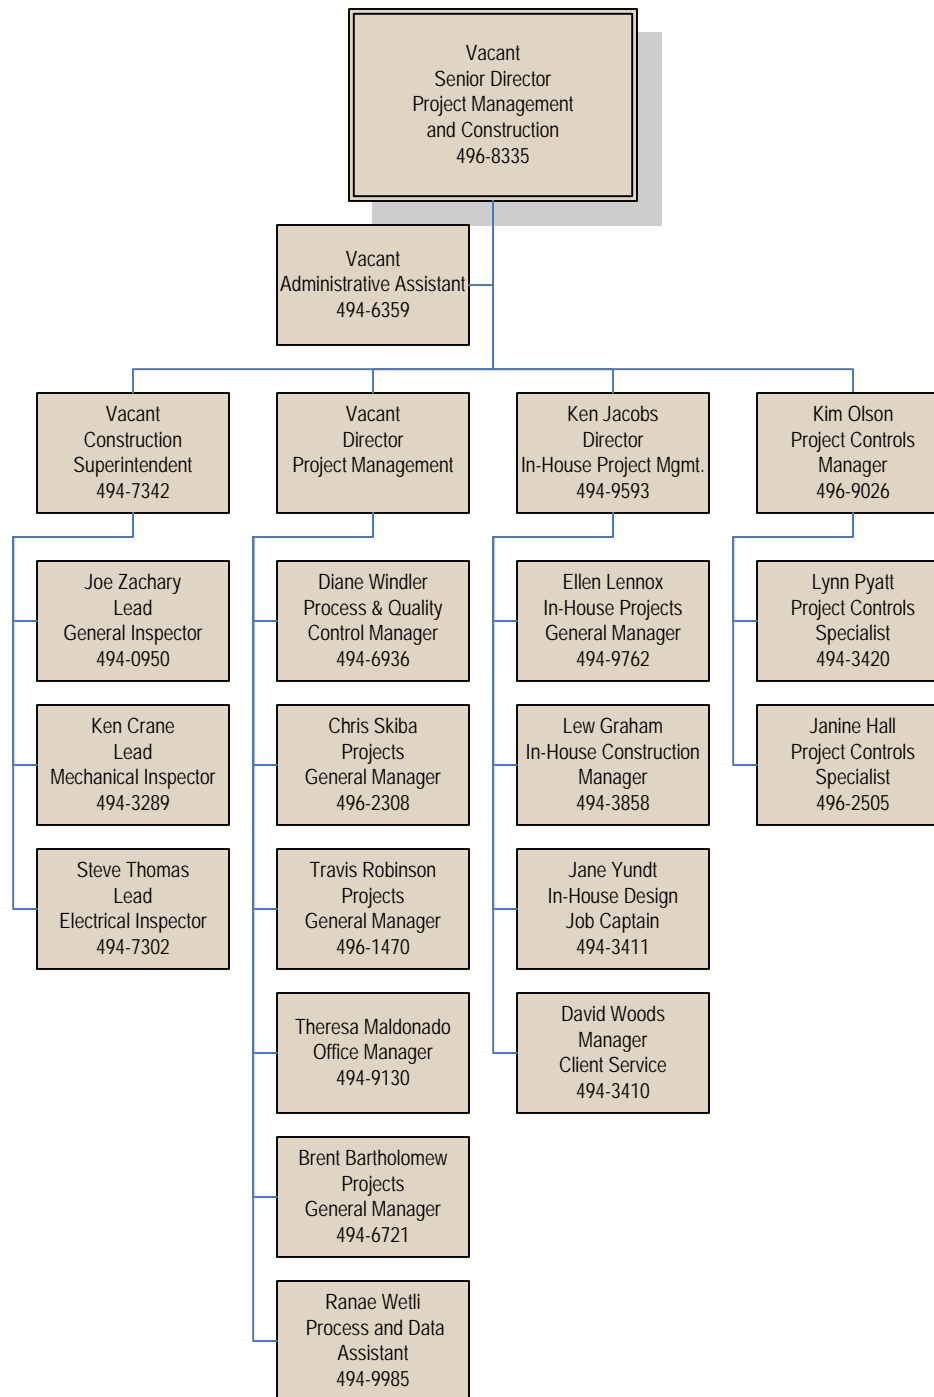 Vacant
Senior Director
Project Management
and Construction
496-8335
Vacant
Administrative Assistant
494-6359
Vacant
Construction
Superintendent
494-7342
Vacant
Director
Project Management
Ken Jacobs
Director
In-House Project Mgmt.
494-9593
Kim Olson
Project Controls
Manager
496-9026
Joe Zachary
Lead
General Inspector
494-0950
Ken Crane
Lead
Mechanical Inspector
494-3289
Steve Thomas
Lead
Electrical Inspector
494-7302
Diane Windler
Process & Quality
Control Manager
494-6936
Chris Skiba
Projects
General Manager
496-2308
Travis Robinson
Projects
General Manager
496-1470
Theresa Maldonado
Office Manager
494-9130
Brent Bartholomew
Projects
General Manager
494-6721
Ranae Wetli
Process and Data
Assistant
494-9985
Ellen Lennox
In-House Projects
General Manager
494-9762
Lew Graham
In-House Construction
Manager
494-3858
Jane Yundt
In-House Design
Job Captain
494-3411
David Woods
Manager
Client Service
494-3410
Lynn Pyatt
Project Controls
Specialist
494-3420
Janine Hall
Project Controls
Specialist
496-2505